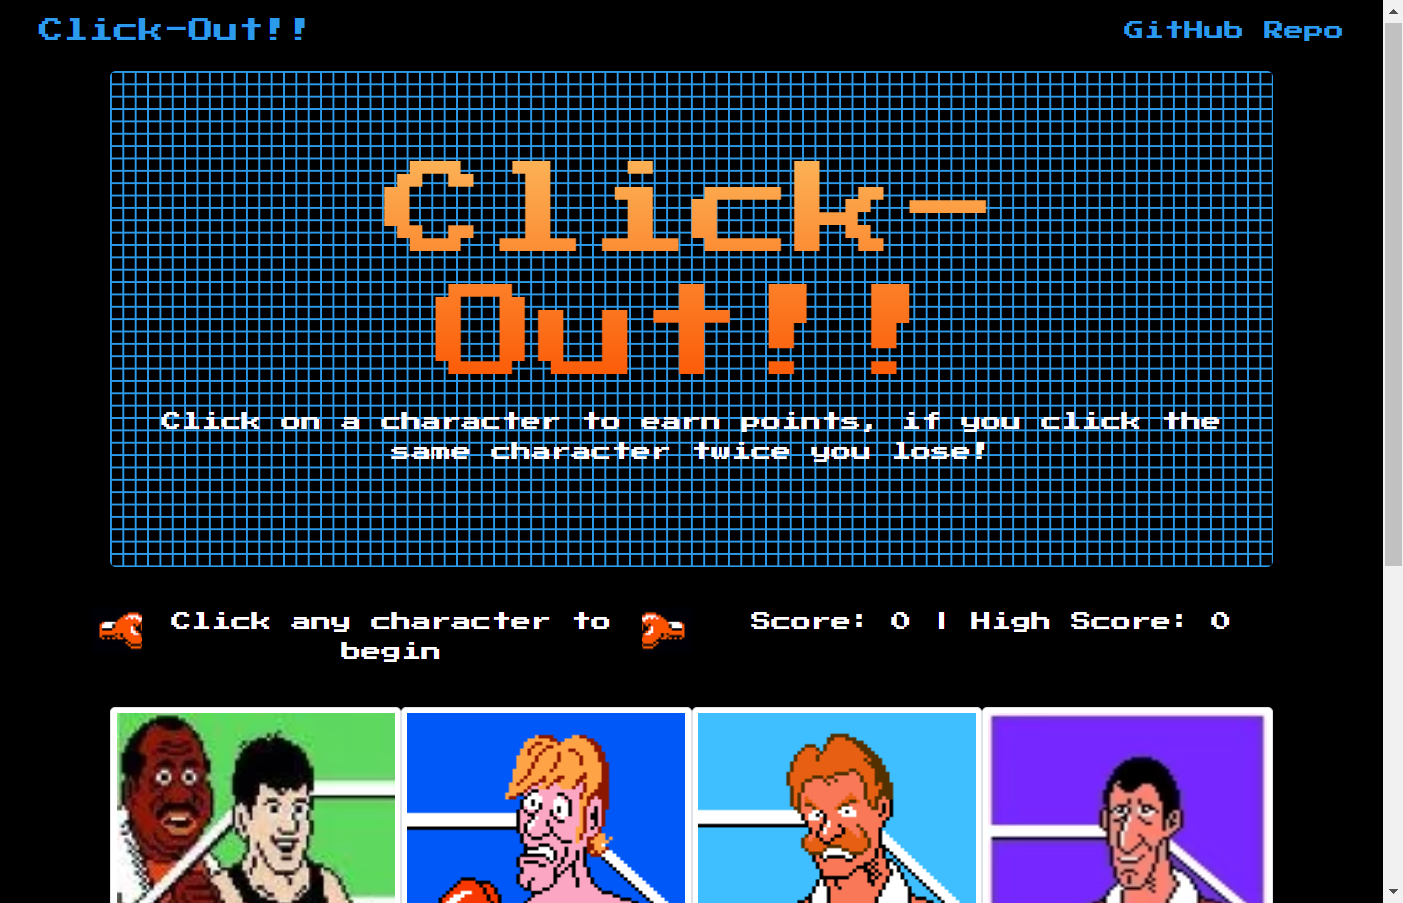 Click-Out!!
GitHub Repo
Click-
Out!!
Click on a character to earn points, if you click the
same character twice you lose!
Click any character to
begin
Score: 0 | High Score: 0